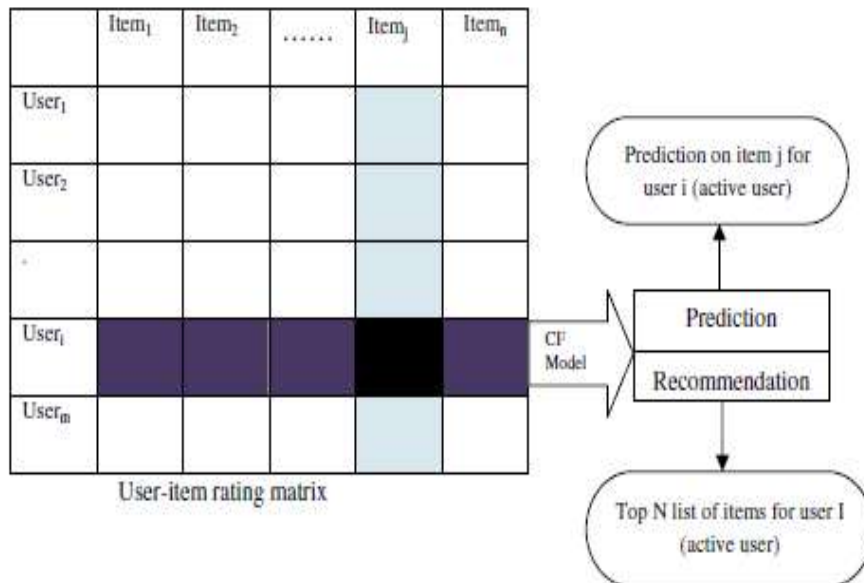 Item₁ Item₂ ...... Itemⱼ Itemₙ
User₁
User₂
.
Userᵢ
Userₘ
User-item rating matrix
CF
Model
Prediction
Recommendation
Prediction on item j for
user i (active user)
Top N list of items for user I
(active user)